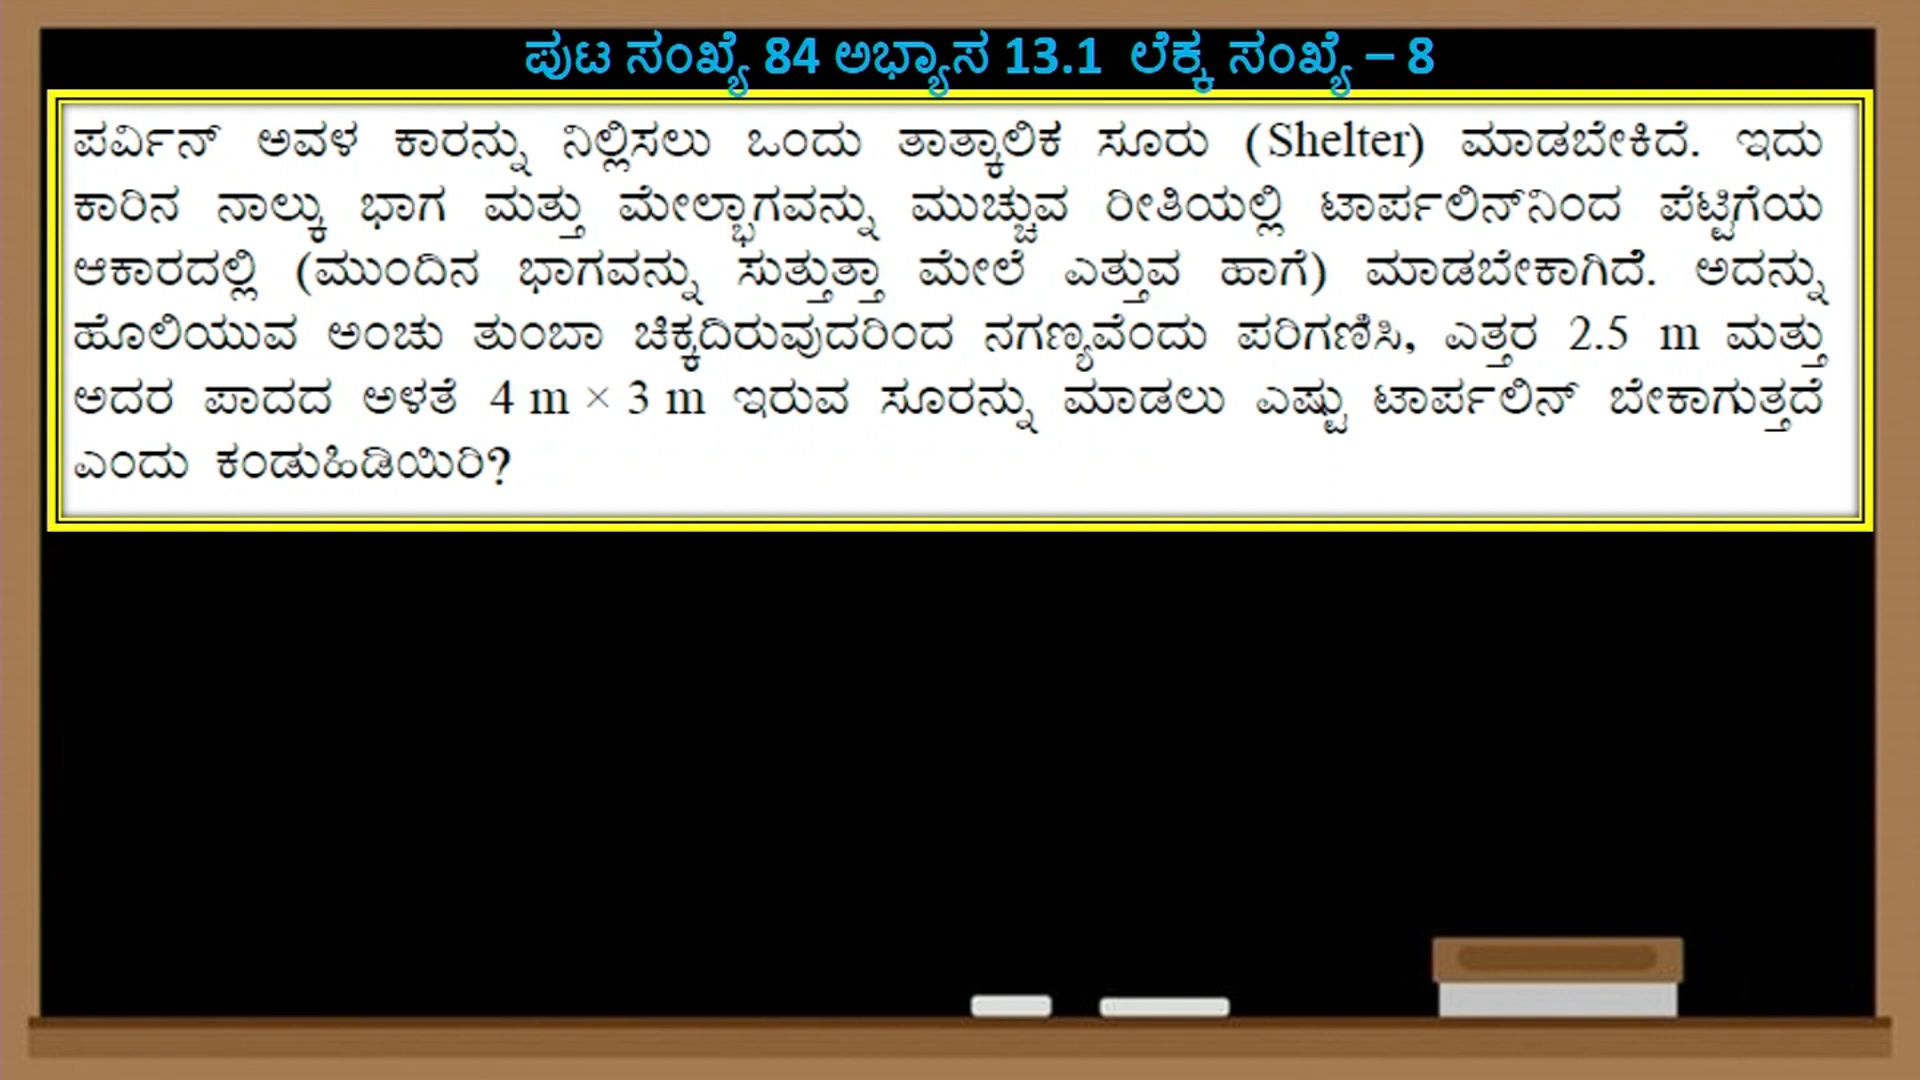 ಪುಟ ಸಂಖ್ಯೆ 84 ಅಭ್ಯಾಸ 13.1 ಲೆಕ್ಕ ಸಂಖ್ಯೆ – 8
ಪರ್ವಿನ್ ಅವಳ ಕಾರನ್ನು ನಿಲ್ಲಿಸಲು ಒಂದು ತಾತ್ಕಾಲಿಕ ಸೂರು (Shelter) ಮಾಡಬೇಕಿದೆ. ಇದು
ಕಾರಿನ ನಾಲ್ಕು ಭಾಗ ಮತ್ತು ಮೇಲ್ಭಾಗವನ್ನು ಮುಚ್ಚುವ ರೀತಿಯಲ್ಲಿ ಟಾರ್ಪಲಿನ್‌ನಿಂದ ಪೆಟ್ಟಿಗೆಯ
ಆಕಾರದಲ್ಲಿ (ಮುಂದಿನ ಭಾಗವನ್ನು ಸುತ್ತುತ್ತಾ ಮೇಲೆ ಎತ್ತುವ ಹಾಗೆ) ಮಾಡಬೇಕಾಗಿದೆ. ಅದನ್ನು
ಹೊಲಿಯುವ ಅಂಚು ತುಂಬಾ ಚಿಕ್ಕದಿರುವುದರಿಂದ ನಗಣ್ಯವೆಂದು ಪರಿಗಣಿಸಿ, ಎತ್ತರ 2.5 m ಮತ್ತು
ಅದರ ಪಾದದ ಅಳತೆ 4 m × 3 m ಇರುವ ಸೂರನ್ನು ಮಾಡಲು ಎಷ್ಟು ಟಾರ್ಪಲಿನ್ ಬೇಕಾಗುತ್ತದೆ
ಎಂದು ಕಂಡುಹಿಡಿಯಿರಿ?